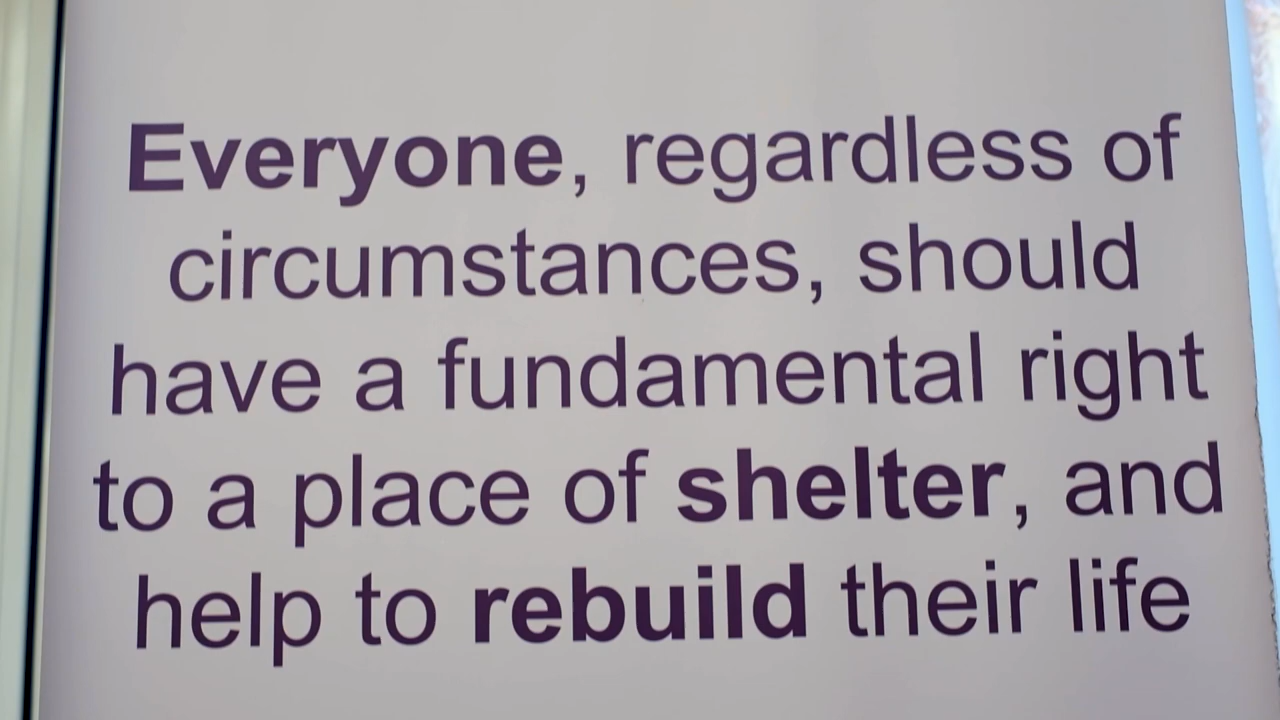 Everyone, regardless of
circumstances, should
have a fundamental right
to a place of shelter, and
help to rebuild their life